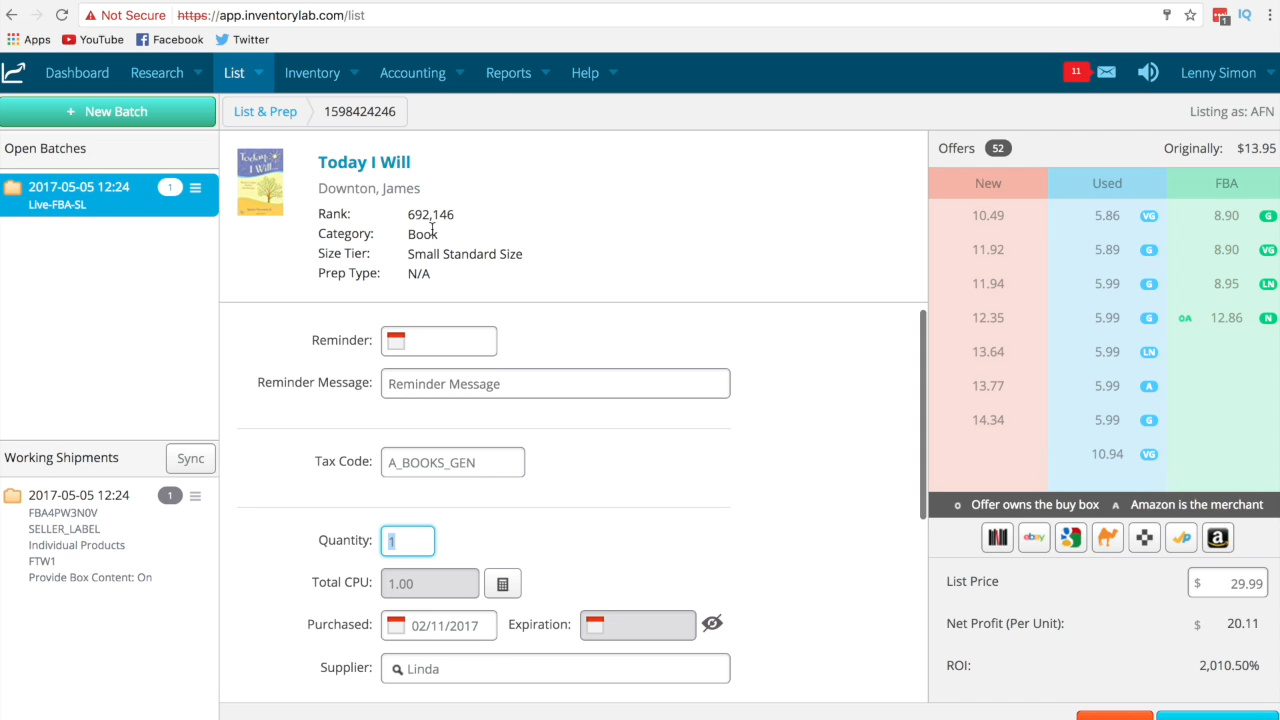 Not Secure https://app.inventorylab.com/list
IQ
1
Apps YouTube Facebook Twitter
Dashboard Research List Inventory Accounting Reports Help 11 Lenny Simon
+ New Batch
List & Prep 1598424246 Listing as: AFN
Open Batches
2017-05-05 12:24 1
Live-FBA-SL
Working Shipments Sync
2017-05-05 12:24 1
FBA4PW3N0V
SELLER_LABEL
Individual Products
FTW1
Provide Box Content: On
Today I Will
Today I Will
Downton, James
Rank: 692,146
Category: Book
Size Tier: Small Standard Size
Prep Type: N/A
Reminder:
Reminder Message: Reminder Message
Tax Code: A_BOOKS_GEN
Quantity: 1
Total CPU: 1.00
Purchased: 02/11/2017 Expiration:
Supplier: Linda
Offers 52 Originally: $13.95
New Used FBA
10.49 5.86 VG 8.90 G
11.92 5.89 G 8.90 VG
11.94 5.99 G 8.95 LN
12.35 5.99 G OA 12.86 N
13.64 5.99 LN
13.77 5.99 A
14.34 5.99 G
10.94 VG
O Offer owns the buy box A Amazon is the merchant
ebay a
List Price $ 29.99
Net Profit (Per Unit): $ 20.11
ROI: 2,010.50%